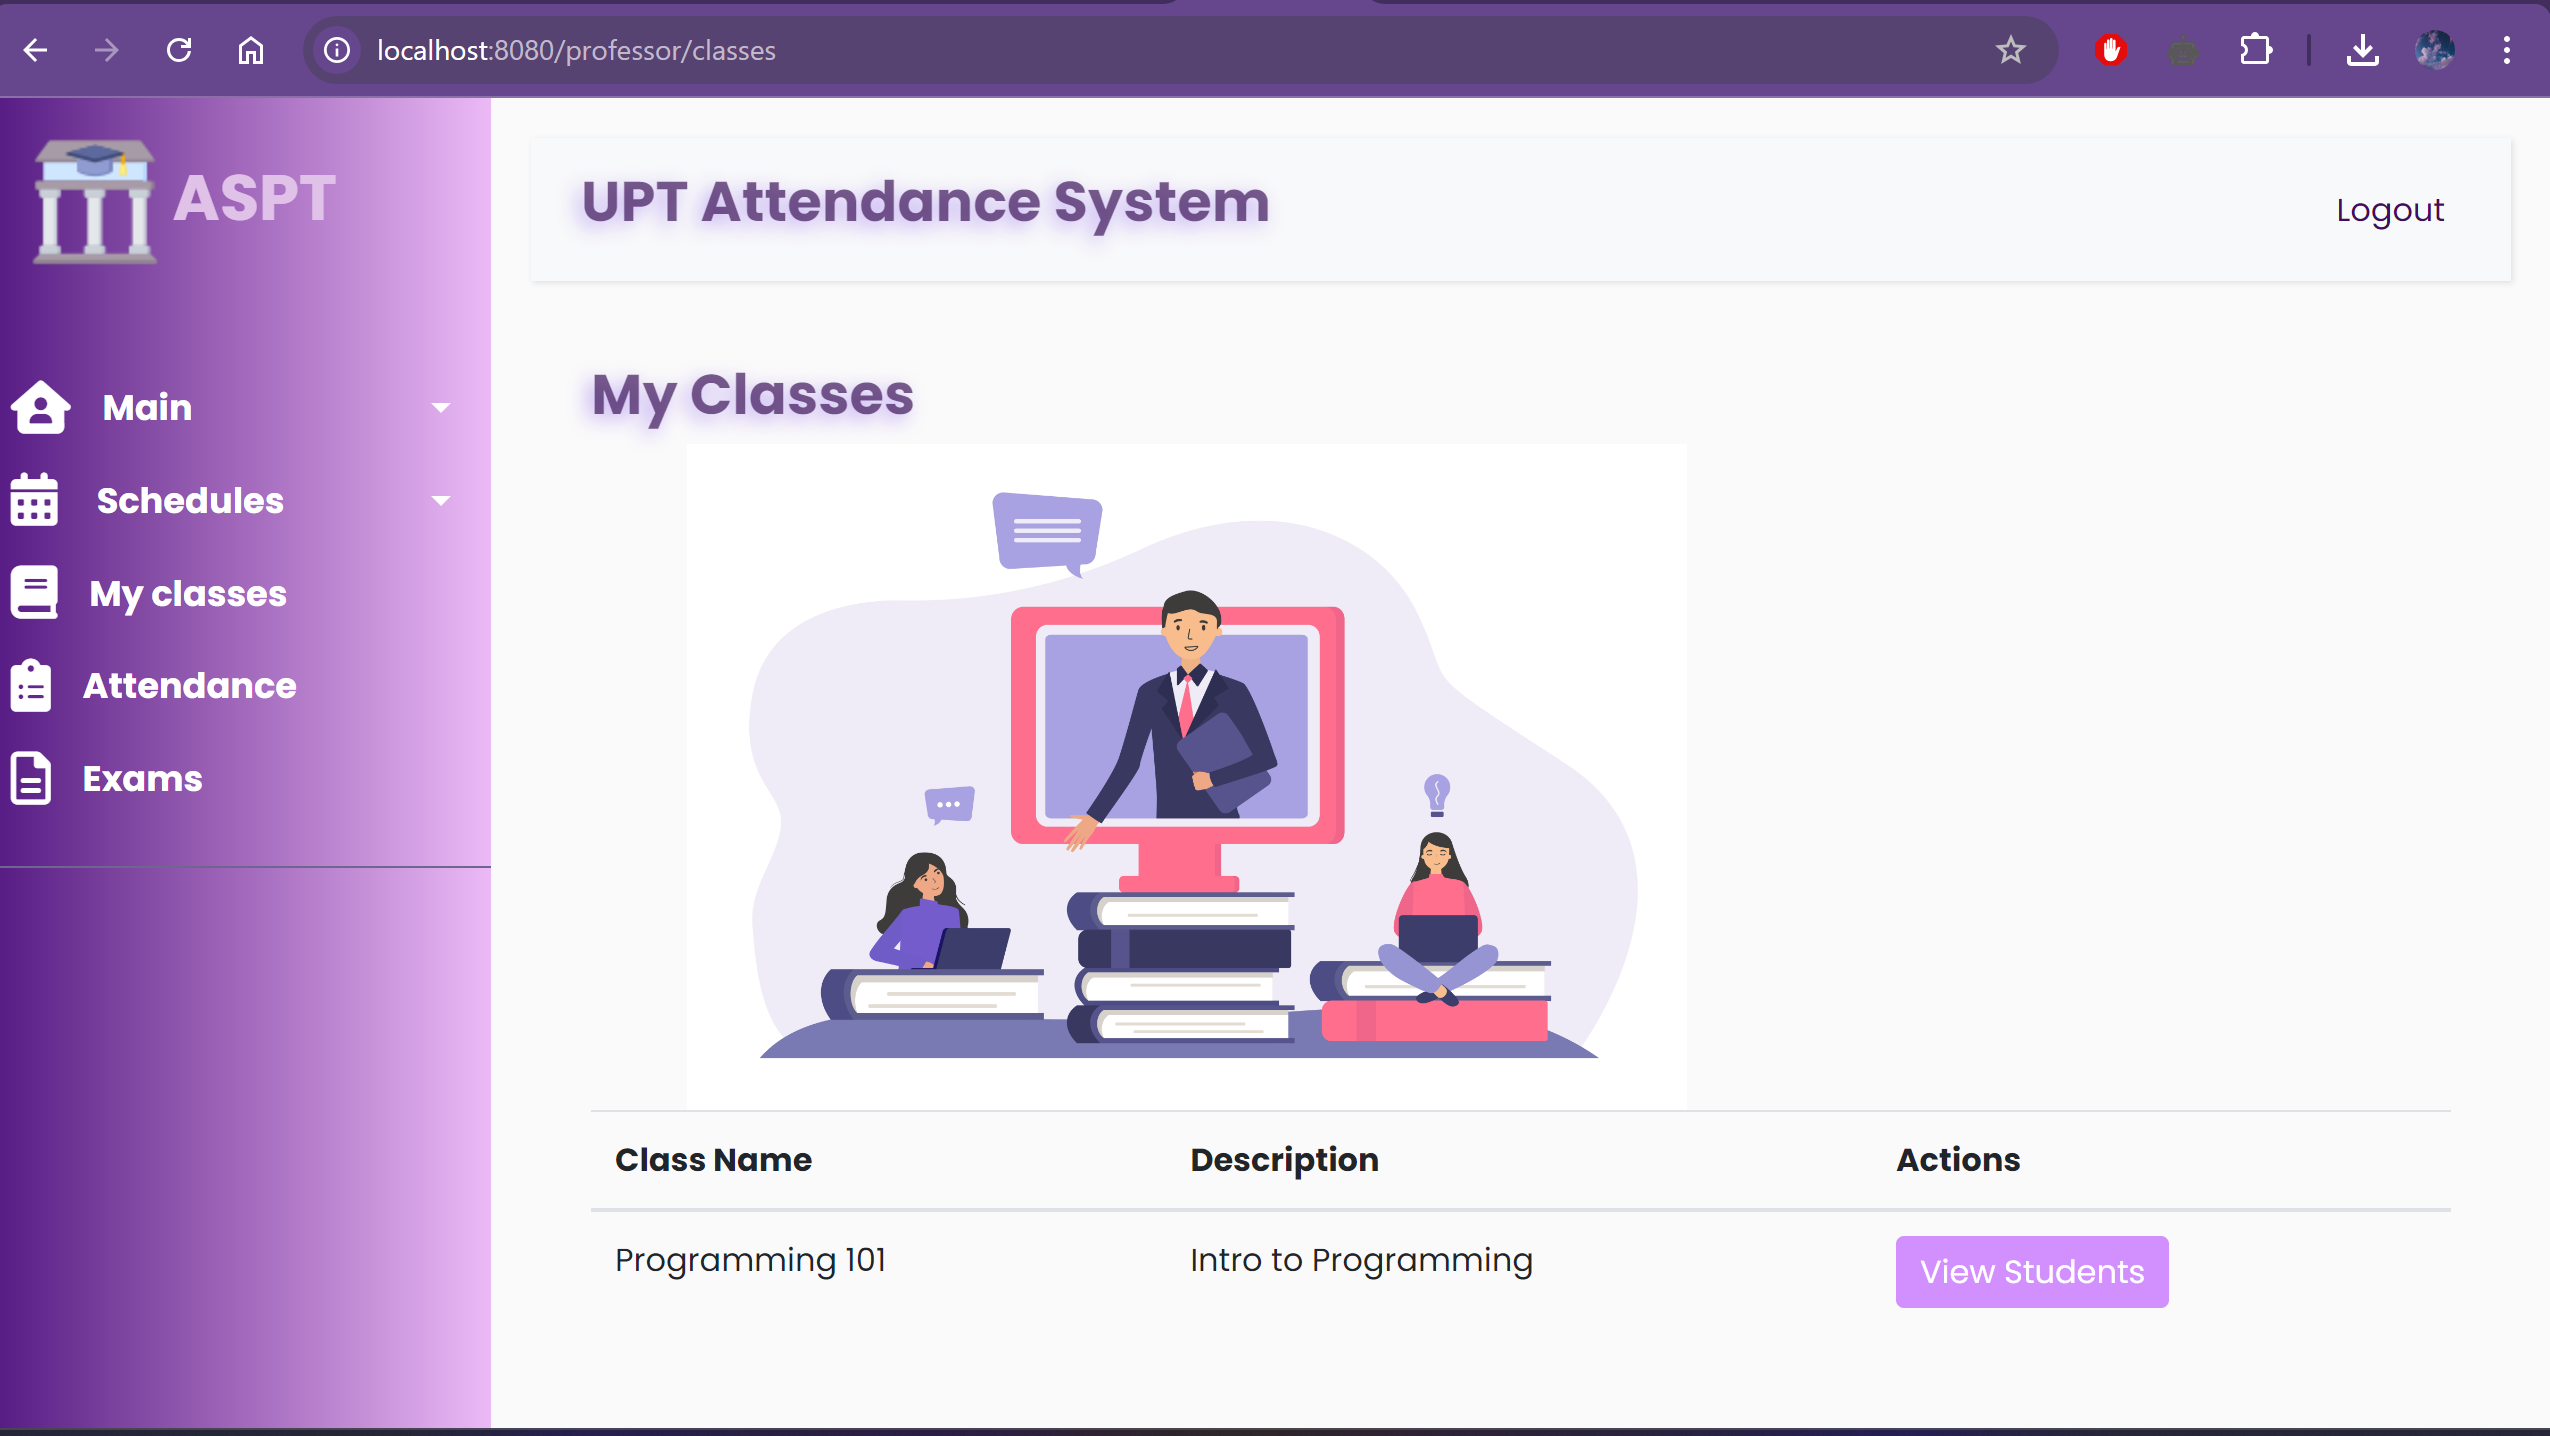 localhost:8080/professor/classes
ASPT
UPT Attendance System
Logout
Main
Schedules
My classes
Attendance
Exams
My Classes
Class Name Description Actions
Programming 101 Intro to Programming View Students